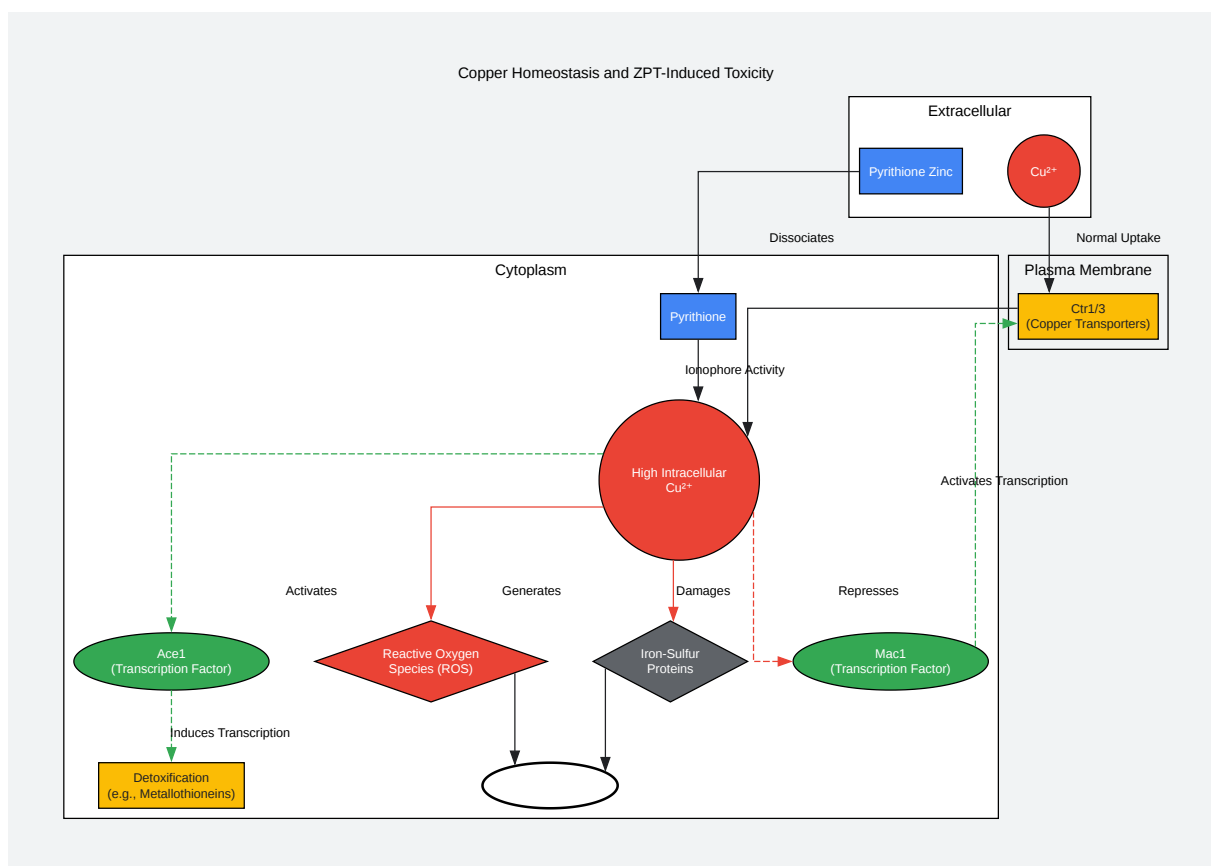 Copper Homeostasis and ZPT-Induced Toxicity
Extracellular
Pyrithione Zinc
Cu²⁺
Dissociates
Normal Uptake
Cytoplasm
Plasma Membrane
Pyrithione
Ctr1/3
(Copper Transporters)
Ionophore Activity
High Intracellular
Cu²⁺
Activates Transcription
Activates
Generates
Damages
Represses
Ace1
(Transcription Factor)
Reactive Oxygen
Species (ROS)
Iron-Sulfur
Proteins
Mac1
(Transcription Factor)
Induces Transcription
Detoxification
(e.g., Metallothioneins)